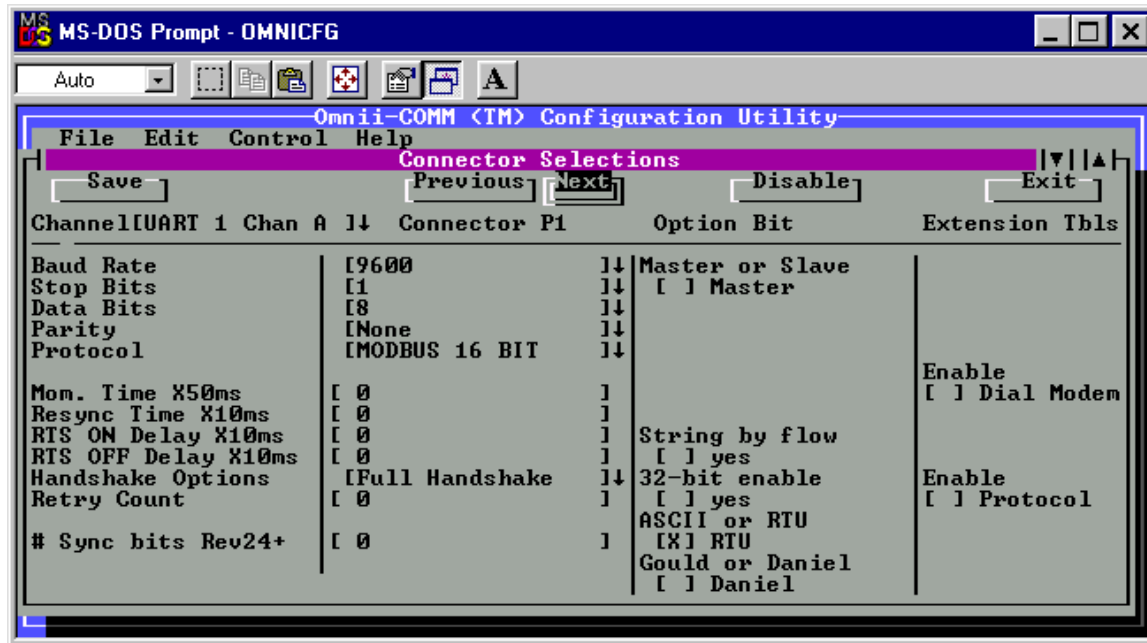 MS-DOS Prompt - OMNICFG
Auto
A
Omnii-COMM (TM) Configuration Utility
File Edit Control Help
Connector Selections
Save Previous Next Disable Exit
Channel[UART 1 Chan A ]↓ Connector P1 Option Bit Extension Tbls
Baud Rate [9600 ]↓ Master or Slave
Stop Bits [1 ]↓ [ ] Master
Data Bits [8 ]↓
Parity [None ]↓
Protocol [MODBUS 16 BIT ]↓
Enable
Mom. Time X50ms [ 0 ] [ ] Dial Modem
Resync Time X10ms [ 0 ]
RTS ON Delay X10ms [ 0 ] String by flow
RTS OFF Delay X10ms [ 0 ] [ ] yes
Handshake Options [Full Handshake ]↓ 32-bit enable Enable
Retry Count [ 0 ] [ ] yes [ ] Protocol
ASCII or RTU
# Sync bits Rev24+ [ 0 ] [X] RTU
Gould or Daniel
[ ] Daniel